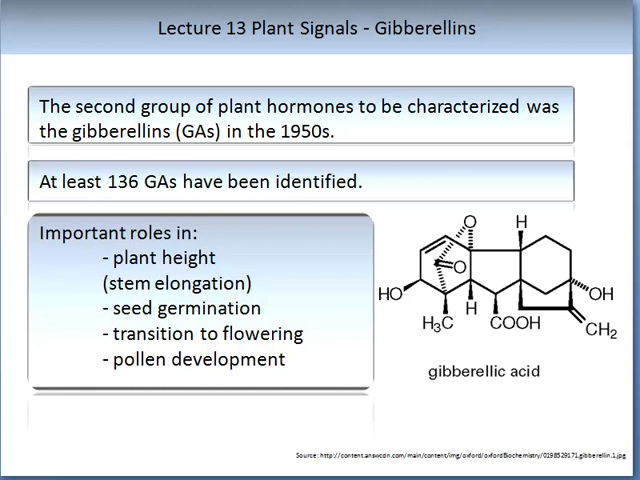 Lecture 13 Plant Signals - Gibberellins
The second group of plant hormones to be characterized was
the gibberellins (GAs) in the 1950s.
At least 136 GAs have been identified.
Important roles in:
- plant height
(stem elongation)
- seed germination
- transition to flowering
- pollen development
O
H
O
HO
H
OH
H₃C
COOH
CH₂
gibberellic acid
Source: http://content.answcdn.com/main/content/img/oxford/oxfordBiochemistry/0198529171.gibberellin.1.jpg